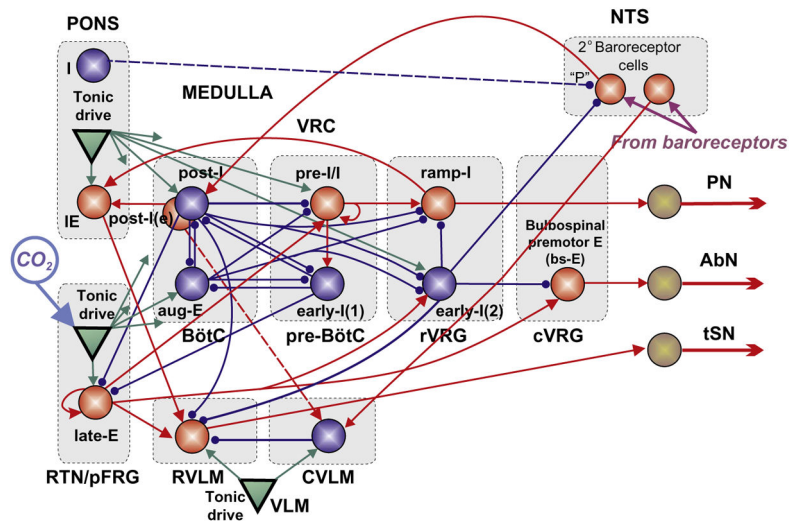 PONS
NTS
I
Tonic
drive
MEDULLA
2° Baroreceptor
cells
"P"
From baroreceptors
VRC
post-I
pre-I/I
ramp-I
PN
IE
post-I(e)
Bulbospinal
premotor E
(bs-E)
AbN
CO₂
Tonic
drive
aug-E
early-I(1)
early-I(2)
BötC
pre-BötC
rVRG
cVRG
tSN
late-E
RTN/pFRG
RVLM
CVLM
Tonic
drive
VLM